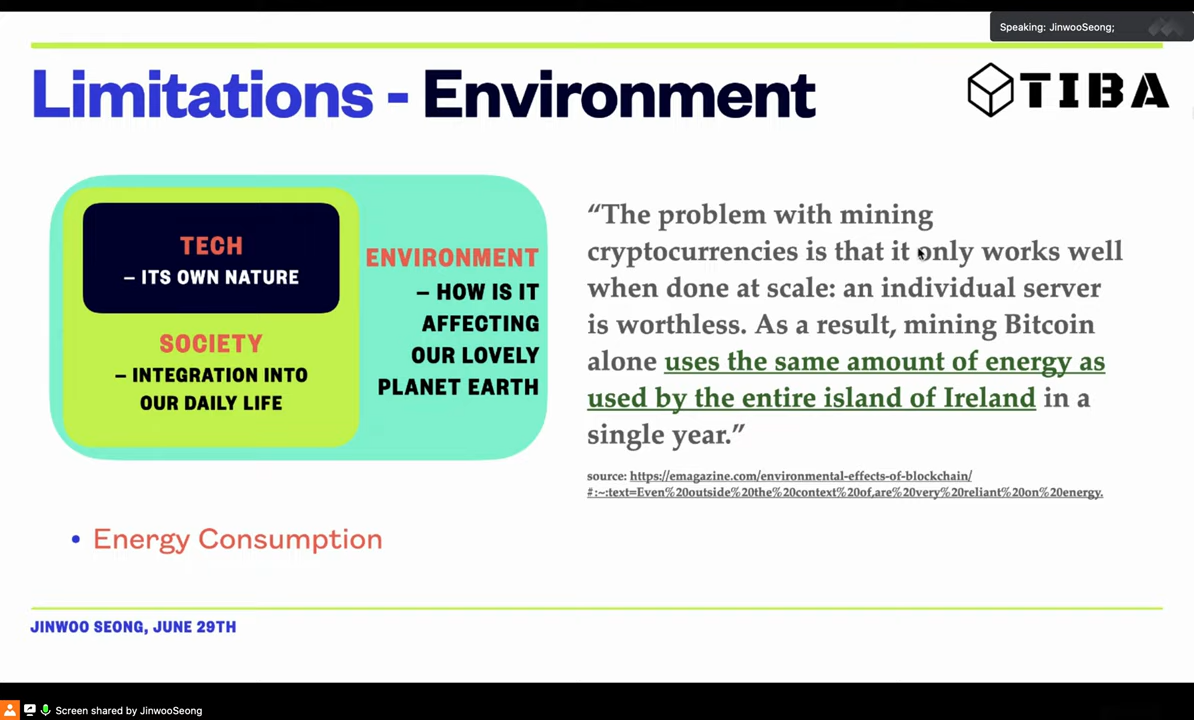 Speaking: JinwooSeong;
Limitations - Environment
TIBA
TECH
– ITS OWN NATURE
SOCIETY
– INTEGRATION INTO
OUR DAILY LIFE
ENVIRONMENT
– HOW IS IT
AFFECTING
OUR LOVELY
PLANET EARTH
“The problem with mining
cryptocurrencies is that it only works well
when done at scale: an individual server
is worthless. As a result, mining Bitcoin
alone uses the same amount of energy as
used by the entire island of Ireland in a
single year.”
source: https://emagazine.com/environmental-effects-of-blockchain/
#:~:text=Even%20outside%20the%20context%20of,are%20very%20reliant%20on%20energy.
• Energy Consumption
JINWOO SEONG, JUNE 29TH
Screen shared by JinwooSeong